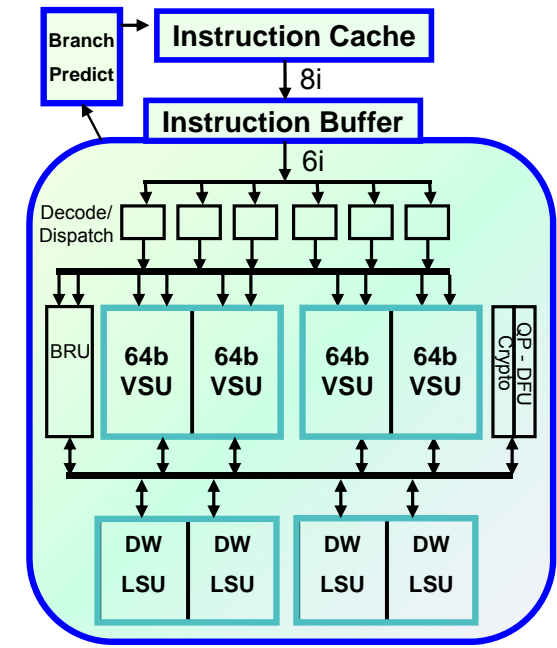 Branch
Predict
Instruction Cache
8i
Instruction Buffer
6i
Decode/
Dispatch
BRU
64b
VSU
64b
VSU
64b
VSU
64b
VSU
Crypto
QP - DFU
DW
LSU
DW
LSU
DW
LSU
DW
LSU